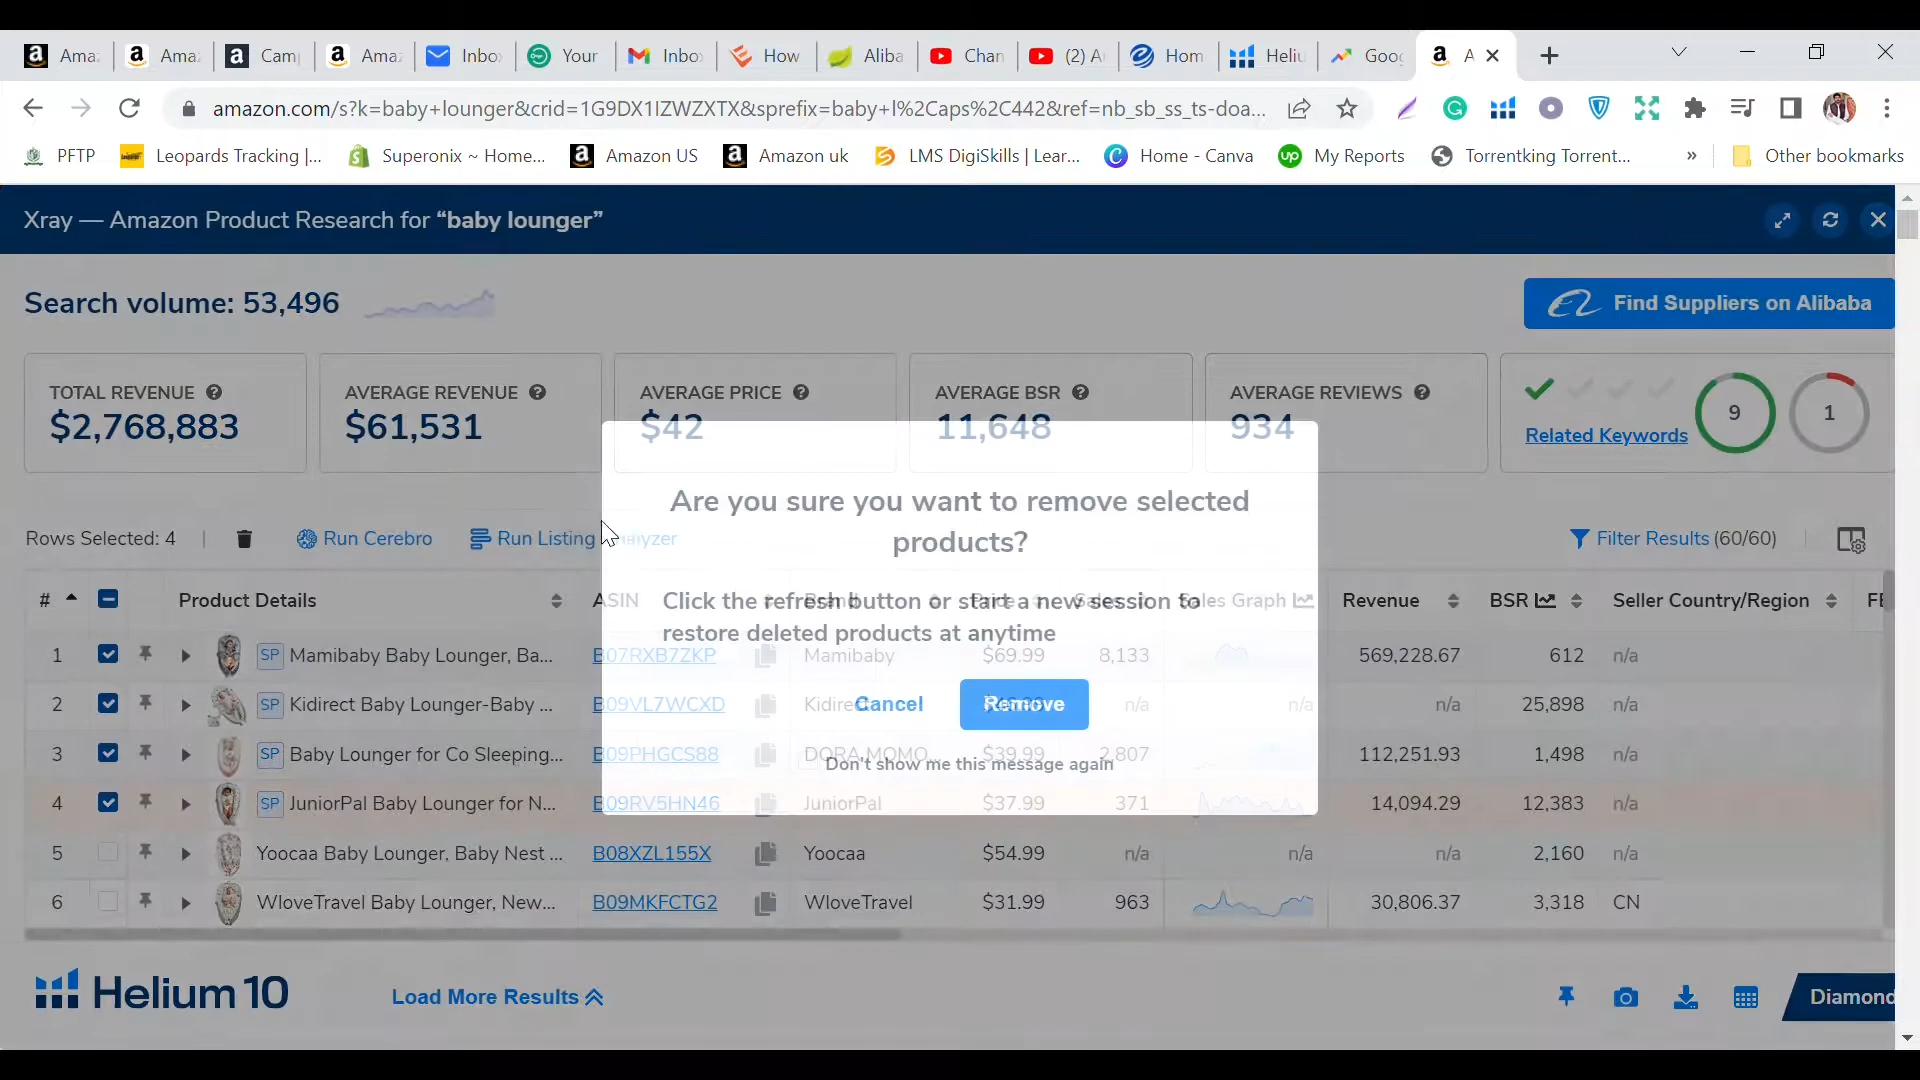 Ama
Ama
Cam
Ama
Inbo
Your
Inbo
How
Aliba
Chan
(2) A
Hom
Heliu
Goo
A
amazon.com/s?k=baby+lounger&crid=1G9DX1IZWZXTX&sprefix=baby+l%2Caps%2C442&ref=nb_sb_ss_ts-doa...
PFTP
Leopards Tracking |...
Superonix ~ Home...
Amazon US
Amazon uk
LMS DigiSkills | Lear...
Home - Canva
My Reports
Torrentking Torrent...
»
Other bookmarks
Xray — Amazon Product Research for “baby lounger”
Search volume: 53,496
Find Suppliers on Alibaba
TOTAL REVENUE
$2,768,883
AVERAGE REVENUE
$61,531
AVERAGE PRICE
$42
AVERAGE BSR
11,648
AVERAGE REVIEWS
934
Related Keywords
9
1
Are you sure you want to remove selected
products?
Click the refresh button or start a new session to
restore deleted products at anytime
Cancel
Remove
Don't show me this message again
Rows Selected: 4
Run Cerebro
Run Listing
Filter Results (60/60)
# Product Details ASIN Brand Sales Graph Revenue BSR Seller Country/Region
1 SP Mamibaby Baby Lounger, Ba... B07RXB7ZKP Mamibaby $69.99 8,133 569,228.67 612 n/a
2 SP Kidirect Baby Lounger-Baby ... B09VL7WCXD Kidirect n/a n/a n/a 25,898 n/a
3 SP Baby Lounger for Co Sleeping... B09PHGCS88 DORA MOMO $39.99 2,807 112,251.93 1,498 n/a
4 SP JuniorPal Baby Lounger for N... B09RV5HN46 JuniorPal $37.99 371 14,094.29 12,383 n/a
5 Yoocaa Baby Lounger, Baby Nest ... B08XZL155X Yoocaa $54.99 n/a n/a n/a 2,160 n/a
6 WloveTravel Baby Lounger, New... B09MKFCTG2 WloveTravel $31.99 963 30,806.37 3,318 CN
Helium 10
Load More Results
Diamond